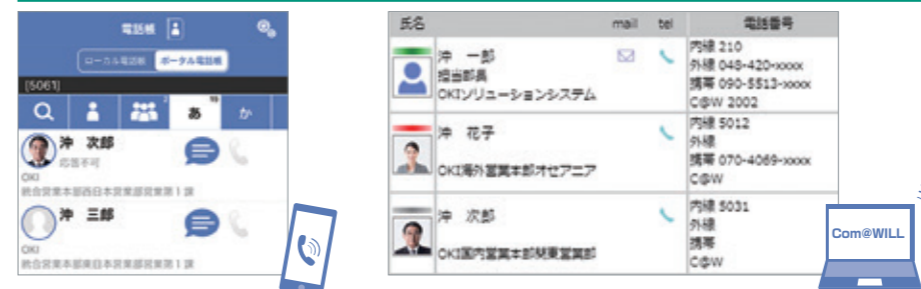 電話帳
ローカル電話帳 ポータル電話帳
[5061]
2 19
あ か
沖 次郎
応答不可
OKI
統合営業本部西日本営業部営業第1課
沖 三郎
OKI
統合営業本部東日本営業部営業第1課
氏名 mail tel 電話番号
沖 一郎
担当部長
OKIソリューションシステム
内線 210
外線 048-420-xxxx
携帯 090-5513-xxxx
C@W 2002
沖 花子
OKI海外営業本部オセアニア
内線 5012
外線
携帯 070-4069-xxxx
C@W
沖 次郎
OKI国内営業本部関東営業部
内線 5031
外線
携帯
C@W
Com@WILL